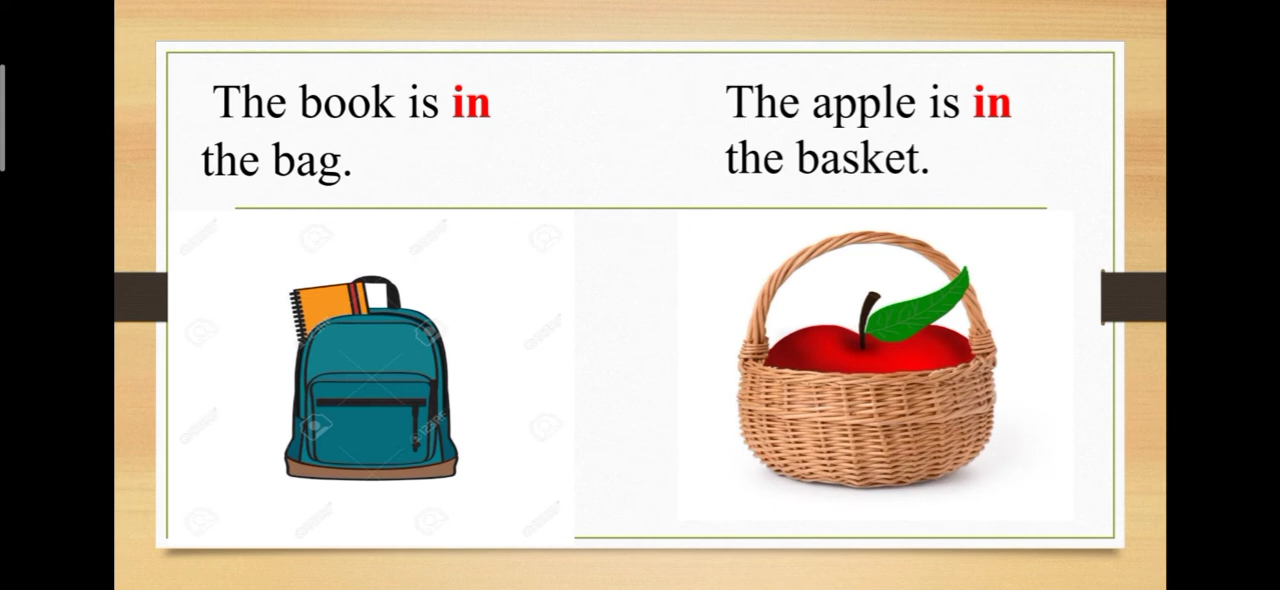 The book is in
the bag.
The apple is in
the basket.